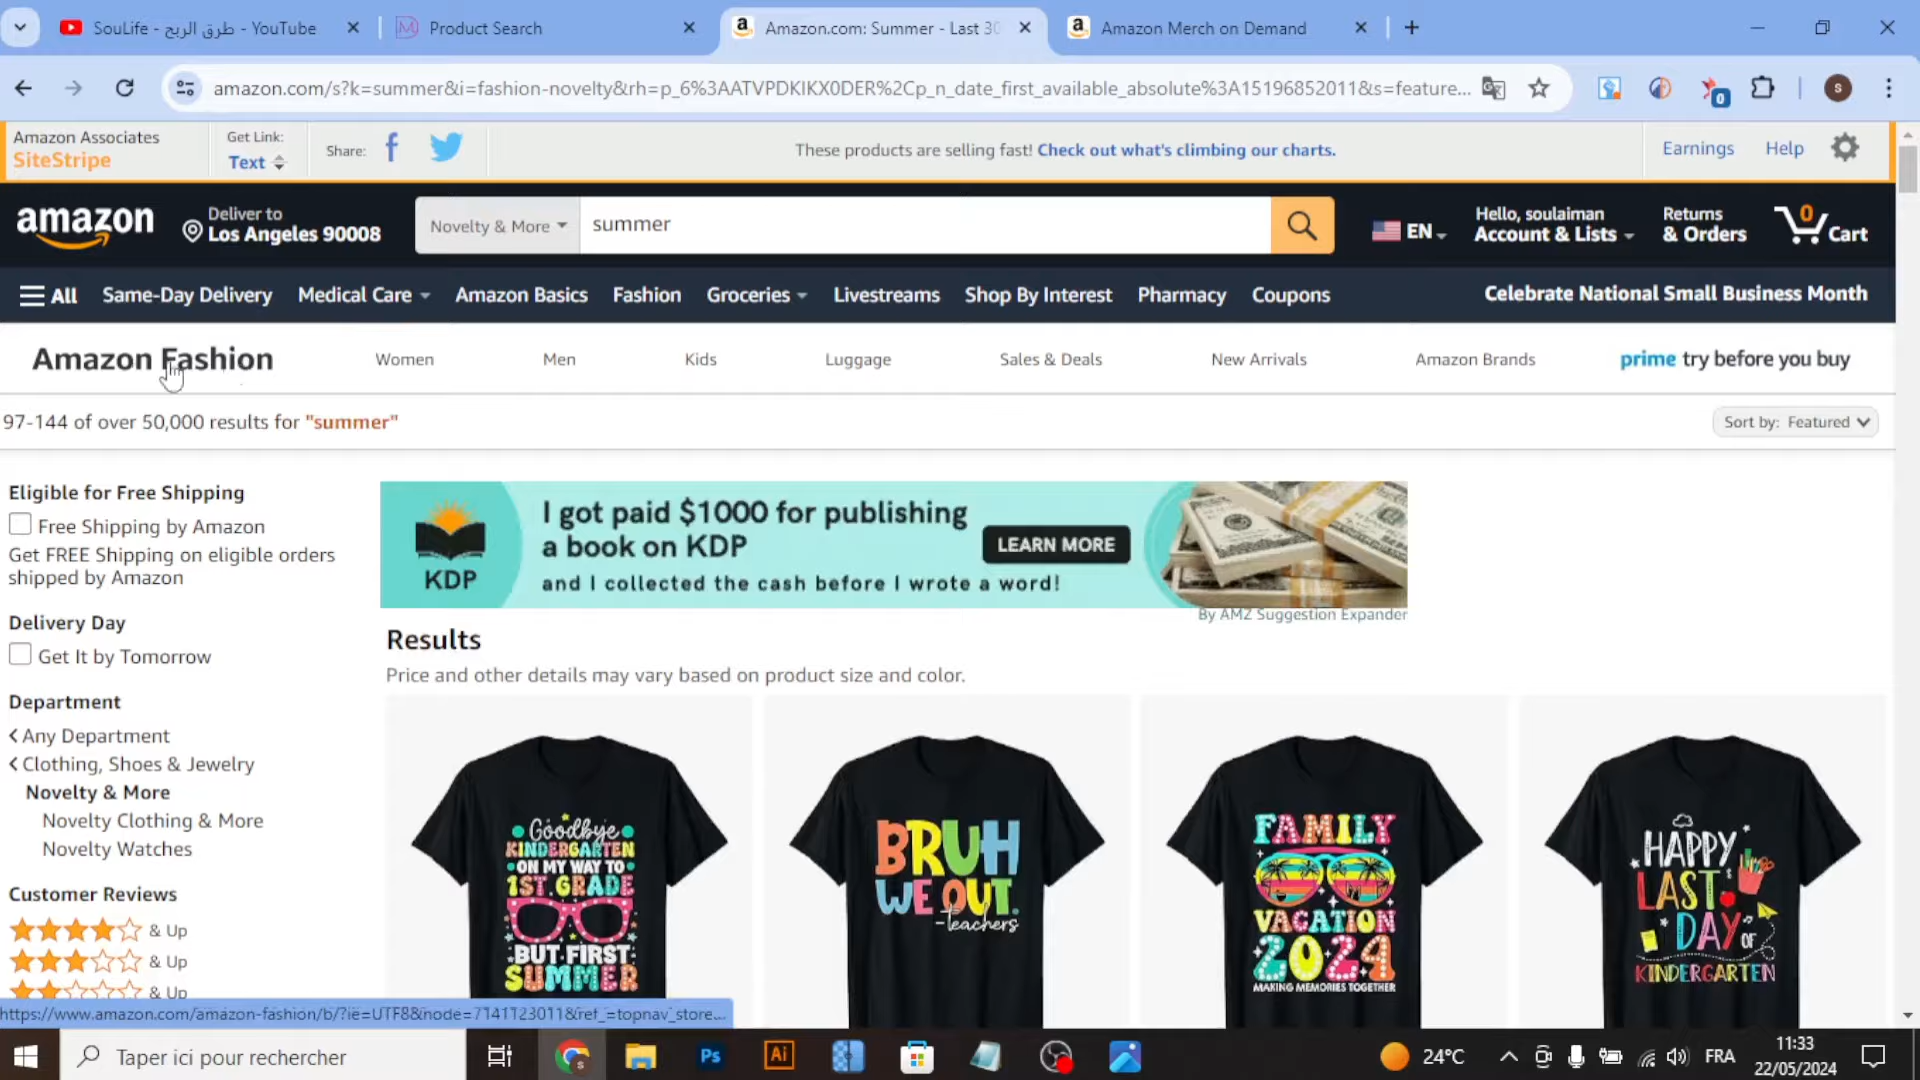 SouLife - طرق الربح - YouTube
Product Search
Amazon.com: Summer - Last 30
Amazon Merch on Demand
amazon.com/s?k=summer&i=fashion-novelty&rh=p_6%3AATVPDKIKX0DER%2Cp_n_date_first_available_absolute%3A15196852011&s=feature...
0
s
Amazon Associates
SiteStripe
Get Link:
Text
Share:
These products are selling fast! Check out what's climbing our charts.
Earnings
Help
amazon
Deliver to
Los Angeles 90008
Novelty & More
summer
EN
Hello, soulaiman
Account & Lists
Returns
& Orders
0
Cart
All
Same-Day Delivery
Medical Care
Amazon Basics
Fashion
Groceries
Livestreams
Shop By Interest
Pharmacy
Coupons
Celebrate National Small Business Month
Amazon Fashion
Women
Men
Kids
Luggage
Sales & Deals
New Arrivals
Amazon Brands
prime try before you buy
97-144 of over 50,000 results for "summer"
Sort by: Featured
Eligible for Free Shipping
Free Shipping by Amazon
Get FREE Shipping on eligible orders
shipped by Amazon
Delivery Day
Get It by Tomorrow
Department
Any Department
Clothing, Shoes & Jewelry
Novelty & More
Novelty Clothing & More
Novelty Watches
Customer Reviews
& Up
& Up
& Up
KDP
I got paid $1000 for publishing
a book on KDP
and I collected the cash before I wrote a word!
LEARN MORE
By AMZ Suggestion Expander
Results
Price and other details may vary based on product size and color.
Goodbye
KINDERGARTEN
ON MY WAY TO
1ST GRADE
BUT FIRST
SUMMER
BRUH
WE OUT.
-teachers
FAMILY
VACATION
2024
MAKING MEMORIES TOGETHER
HAPPY
LAST
DAY OF
KINDERGARTEN
https://www.amazon.com/amazon-fashion/b/?ie=UTF8&node=7141123011&ref_=topnav_store...
Taper ici pour rechercher
Ps
Ai
24°C
FRA
11:33
22/05/2024